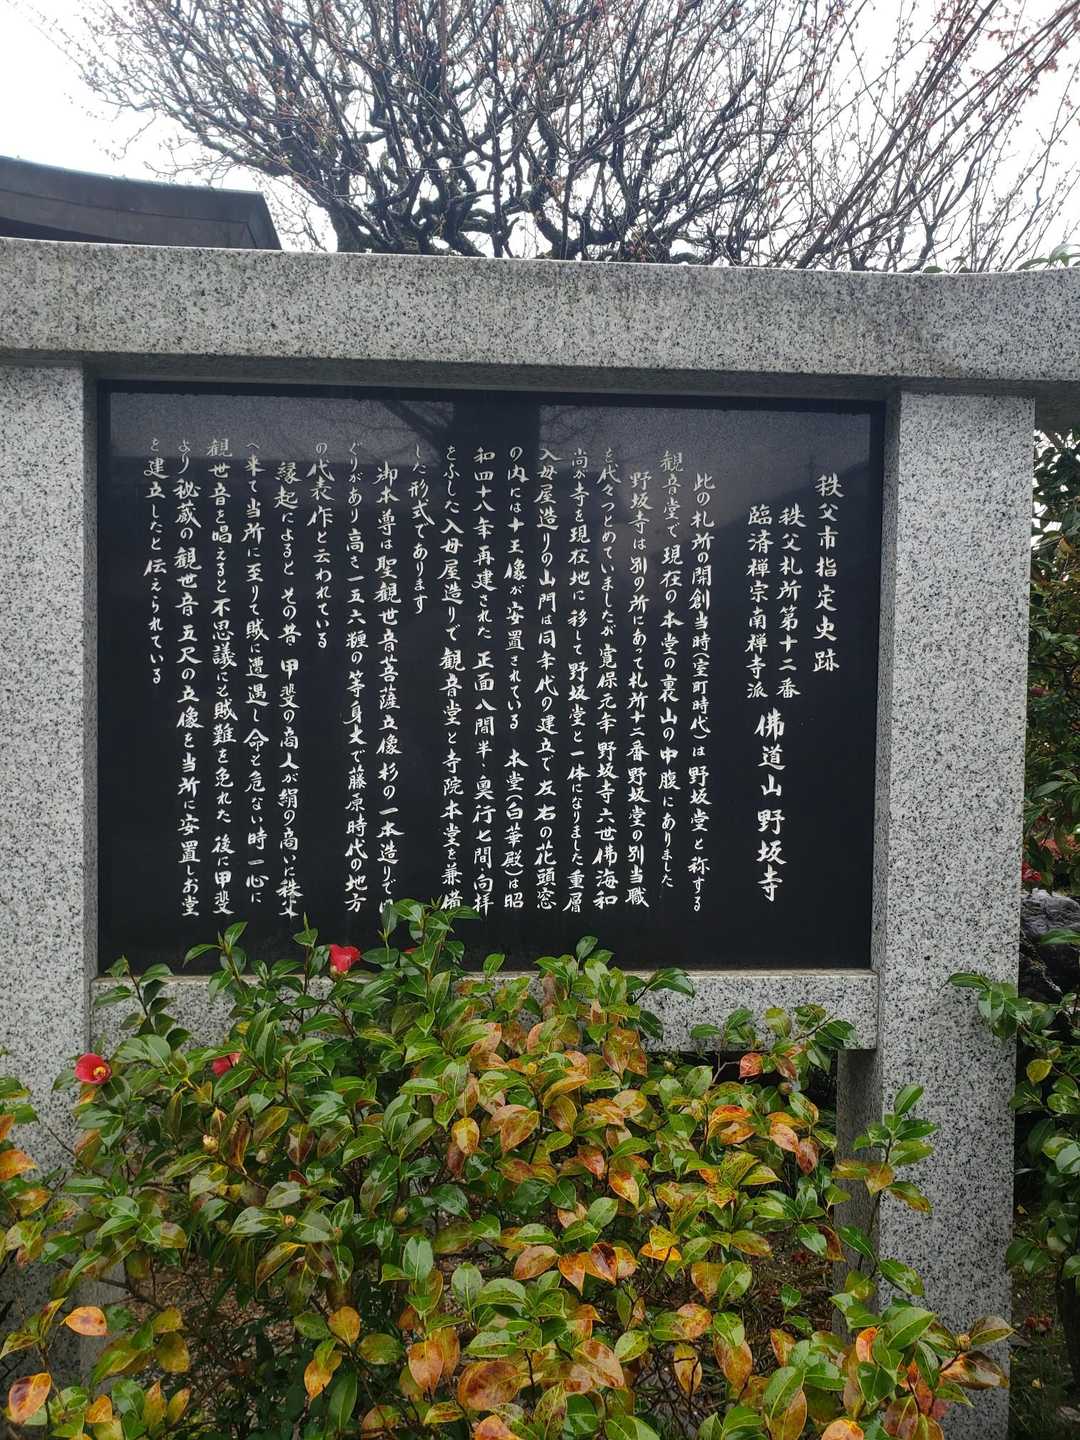 秩父市指定史跡
秩父札所第十二番
臨済禅宗南禅寺派 佛道山野坂寺
此の札所の開創当時(室町時代)は野坂堂と称する
観音堂で現在の本堂の裏山の中腹にありました
野坂寺は別の所にあって札所十二番野坂堂の別当職
を代々つとめていましたが寛保元年野坂寺六世佛海和
尚が寺を現在地に移して野坂堂と一体になりました重層
入母屋造りの山門は同年代の建立で左右の花頭窓
の内には十王像が安置されている 本堂(白華殿)は昭
和四十八年再建された正面八間半・奥行七間・向拝
をふした入母屋造りで観音堂と寺院本堂を兼備
した形式であります
御本尊は聖観世音菩薩立像杉の一本造りで
ぐりがあり高さ一五六糎の等身大で藤原時代の地方
の代表作と云われている
縁起によると その昔 甲斐の商人が絹の商いに秩父
へ来て当所に至りて賊に遭遇し命も危ない時一心に
観世音を唱えると不思議にも賊難を免れた 後に甲斐
より秘蔵の観世音五尺の立像を当所に安置しお堂
を建立したと伝えられている